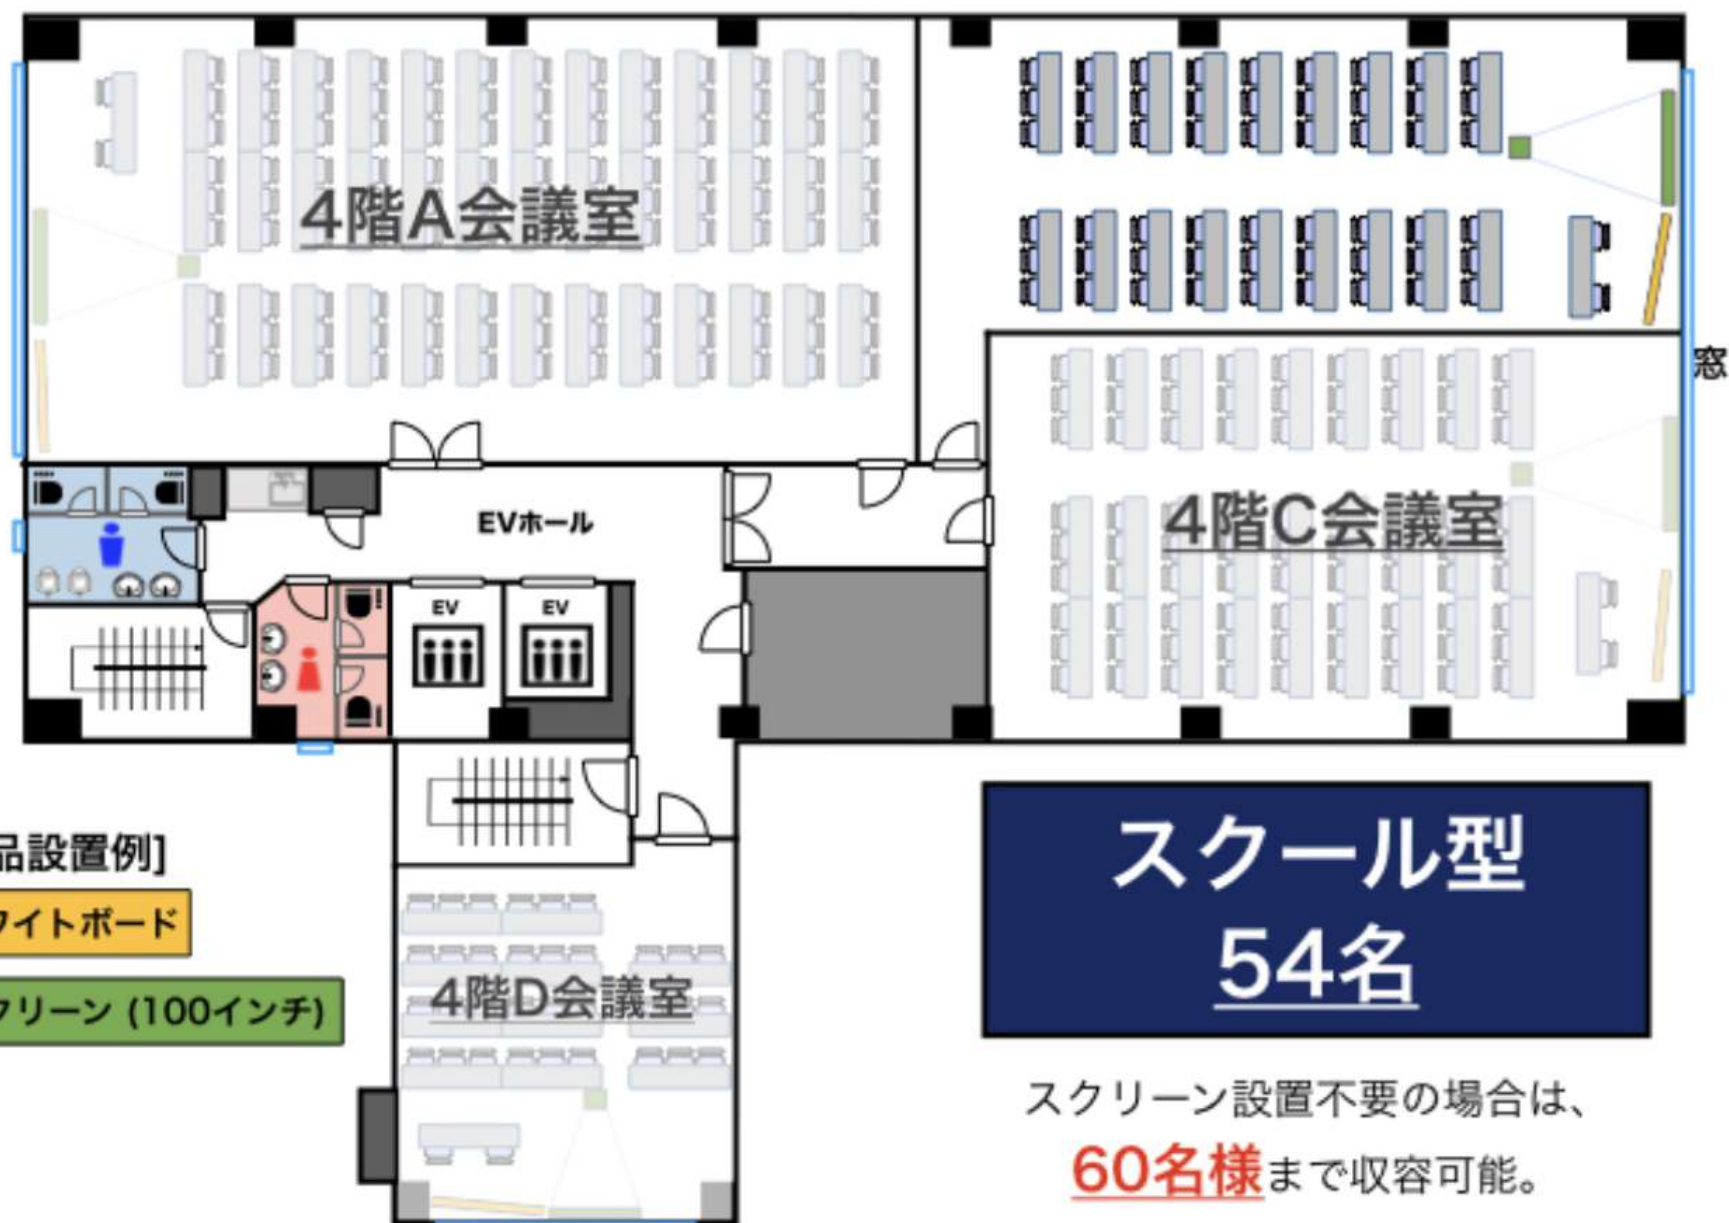 4階A会議室
窓
4階C会議室
EVホール
EV
EV
品設置例]
イトボード
クリーン (100インチ)
4階D会議室
スクール型
54名
スクリーン設置不要の場合は、
60名様まで収容可能。